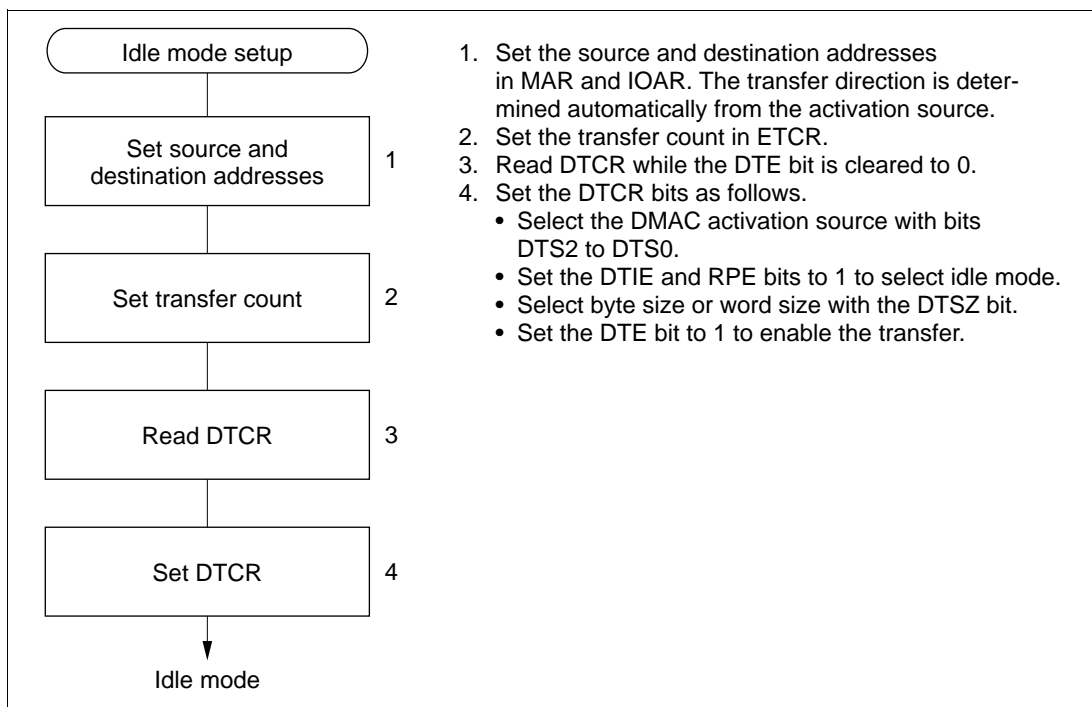 Idle mode setup
Set source and
destination addresses
1
Set transfer count
2
Read DTCR
3
Set DTCR
4
Idle mode
1. Set the source and destination addresses
in MAR and IOAR. The transfer direction is deter-
mined automatically from the activation source.
2. Set the transfer count in ETCR.
3. Read DTCR while the DTE bit is cleared to 0.
4. Set the DTCR bits as follows.
• Select the DMAC activation source with bits
DTS2 to DTS0.
• Set the DTIE and RPE bits to 1 to select idle mode.
• Select byte size or word size with the DTSZ bit.
• Set the DTE bit to 1 to enable the transfer.